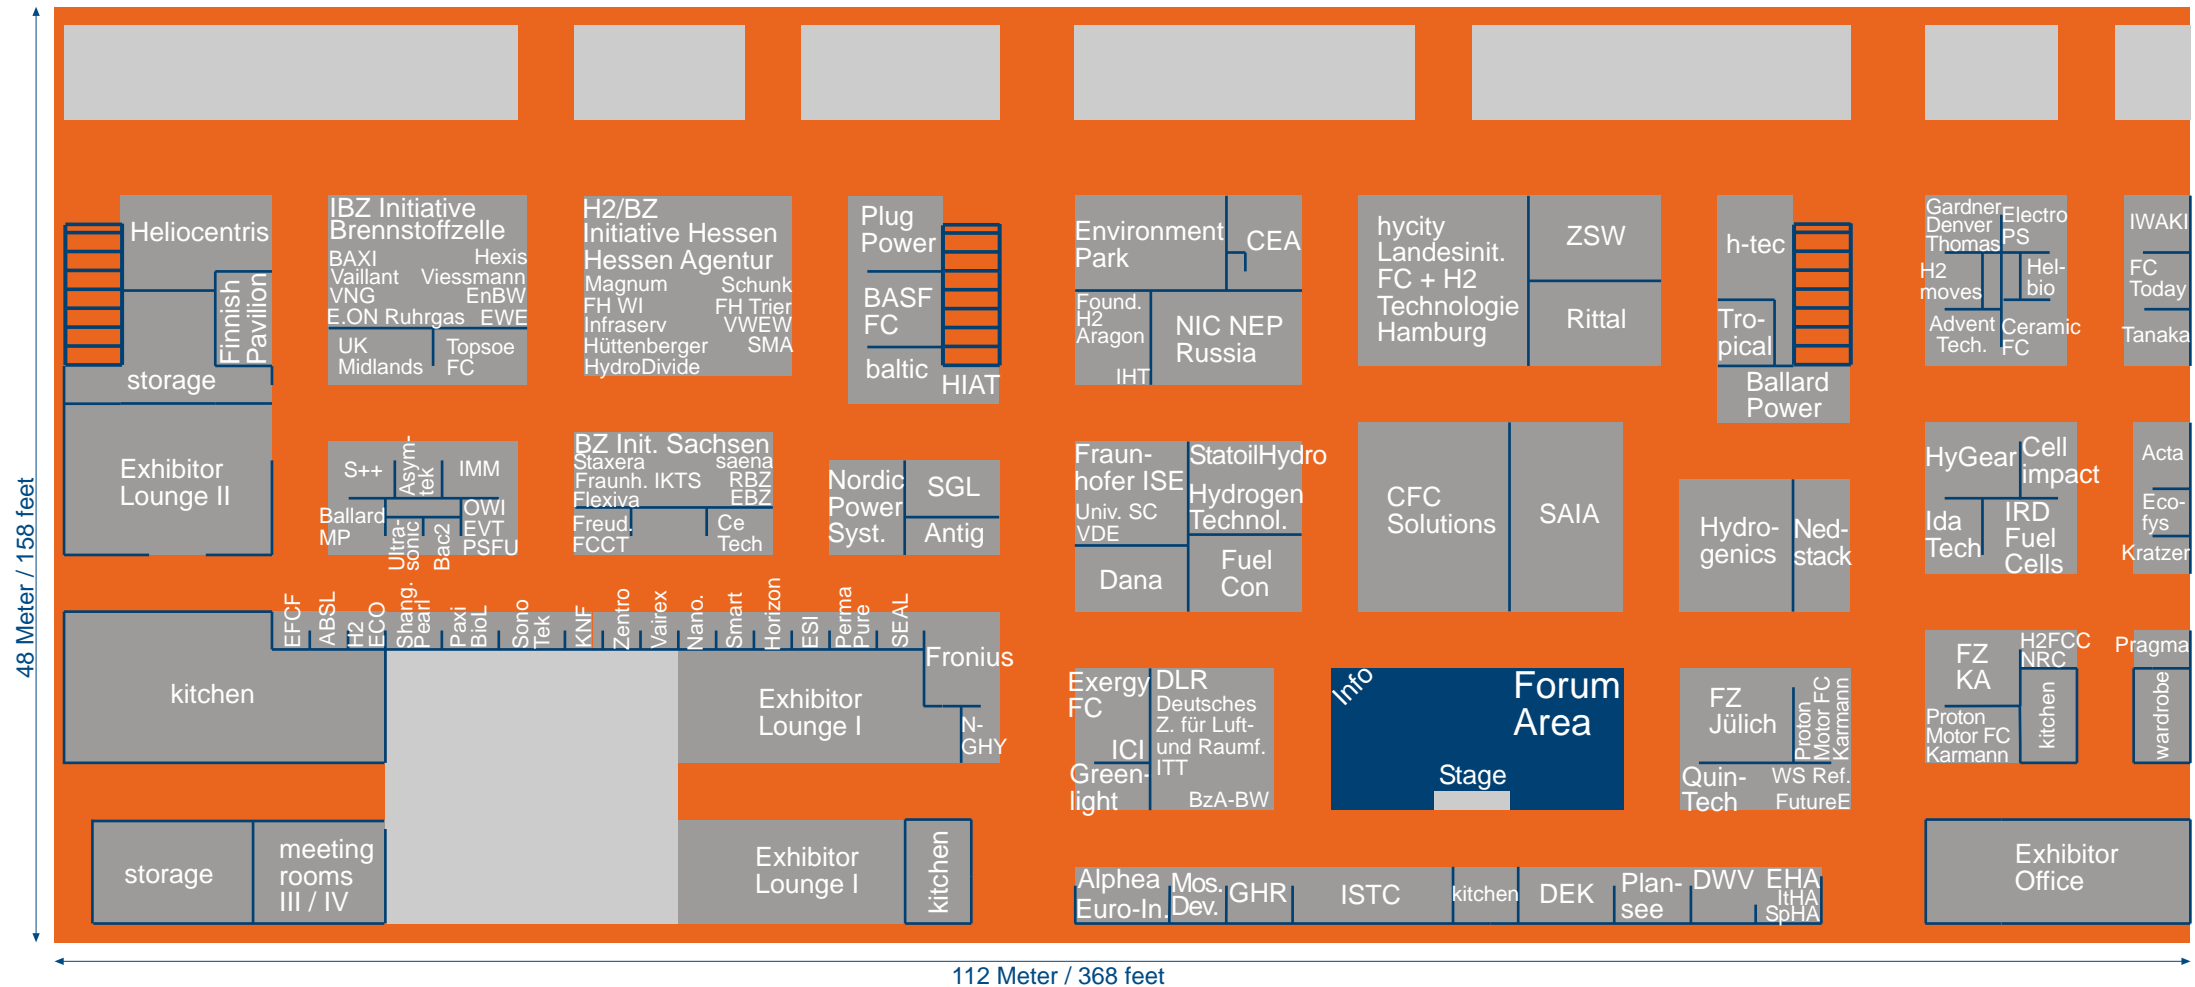 Heliocentris
Finnish
Pavilion
storage
Exhibitor
Lounge II
IBZ Initiative
Brennstoffzelle
BAXI
Hexis
Vaillant
Viessmann
VNG
EnBW
E.ON Ruhrgas
EWE
UK
Midlands
Topsoe
FC
H2/BZ
Initiative Hessen
Hessen Agentur
Magnum
Schunk
FH WI
FH Trier
Infraserv
VWEW
Hüttenberger
SMA
HydroDivide
Plug
Power
BASF
FC
baltic
HIAT
Environment
Park
CEA
Found.
H2
Aragon
IHT
NIC NEP
Russia
hycity
Landesinit.
FC + H2
Technologie
Hamburg
ZSW
Rittal
h-tec
Tro-
pical
Ballard
Power
Gardner
Denver
Thomas
Electro
PS
H2
moves
Hel-
bio
Advent
Tech.
Ceramic
FC
IWAKI
FC
Today
Tanaka
S++
Asym-
tek
IMM
Ballard
MP
Ultra-
sonic
Bac2
OWI
EVT
PSFU
BZ Init. Sachsen
Staxera
saena
Fraunh. IKTS
RBZ
Flexiva
EBZ
Freud.
FCCT
Ce
Tech
Nordic
Power
Syst.
SGL
Antig
Fraun-
hofer ISE
Univ. SC
VDE
StatoilHydro
Hydrogen
Technol.
Dana
Fuel
Con
CFC
Solutions
SAIA
Hydro-
genics
Ned-
stack
HyGear
Cell
impact
Ida
Tech
IRD
Fuel
Cells
Acta
Eco-
fys
Kratzer
kitchen
EFCF
ABSL
H2
ECO
Shang.
Pearl
Paxi
BioL
Sono
Tek
KNF
Zentro
Vairex
Nano.
Smart
Horizon
ESI
Perma
Pure
SEAL
Fronius
N-
GHY
Exhibitor
Lounge I
Exergy
FC
ICI
Green-
light
DLR
Deutsches
Z. für Luft-
und Raumf.
ITT
BzA-BW
Info
Forum
Area
Stage
FZ
Jülich
Proton
Motor FC
Karmann
Quin-
Tech
WS Ref.
FutureE
FZ
KA
H2FCC
NRC
Proton
Motor FC
Karmann
kitchen
Pragma
wardrobe
storage
meeting
rooms
III / IV
Exhibitor
Lounge I
kitchen
Alphea
Euro-In.
Mos.
Dev.
GHR
ISTC
kitchen
DEK
Plan-
see
DWV
EHA
ItHA
SpHA
Exhibitor
Office
48 Meter / 158 feet
112 Meter / 368 feet